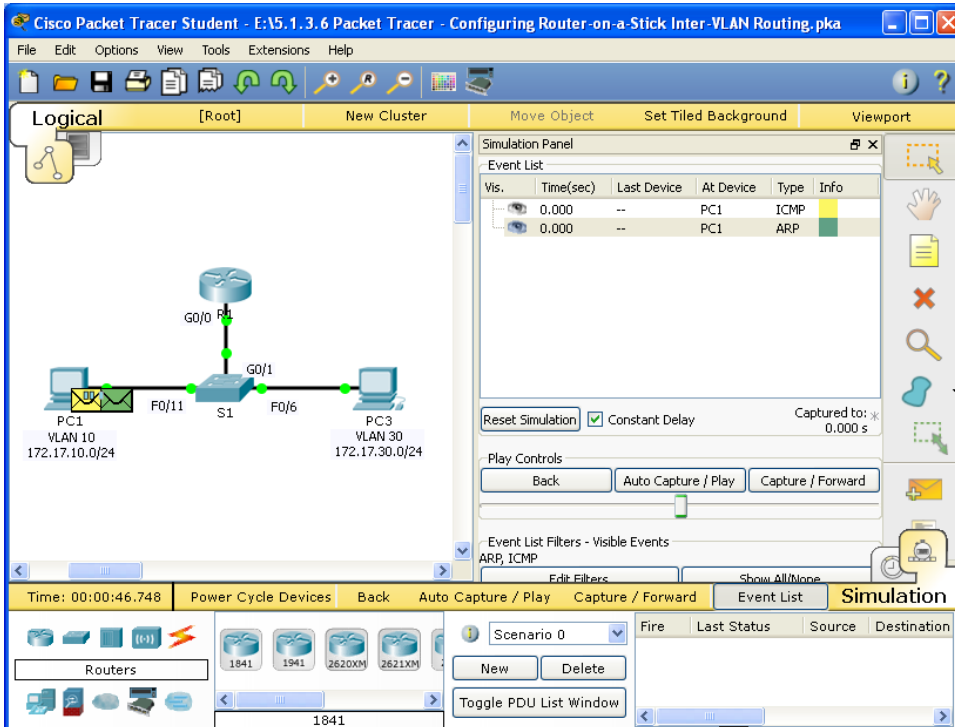 Cisco Packet Tracer Student - E:\5.1.3.6 Packet Tracer - Configuring Router-on-a-Stick Inter-VLAN Routing.pka
File Edit Options View Tools Extensions Help
Logical [Root] New Cluster Move Object Set Tiled Background Viewport
Simulation Panel
Event List
Vis. Time(sec) Last Device At Device Type Info
0.000 -- PC1 ICMP
0.000 -- PC1 ARP
R1
G0/0
G0/1
F0/11
S1
F0/6
PC1
VLAN 10
172.17.10.0/24
PC3
VLAN 30
172.17.30.0/24
Reset Simulation Constant Delay Captured to: *
0.000 s
Play Controls
Back Auto Capture / Play Capture / Forward
Event List Filters - Visible Events
ARP, ICMP
Edit Filters Show All/None
Time: 00:00:46.748 Power Cycle Devices Back Auto Capture / Play Capture / Forward Event List Simulation
Routers
1841 1941 2620XM 2621XM
1841
Scenario 0
New Delete
Toggle PDU List Window
Fire Last Status Source Destination